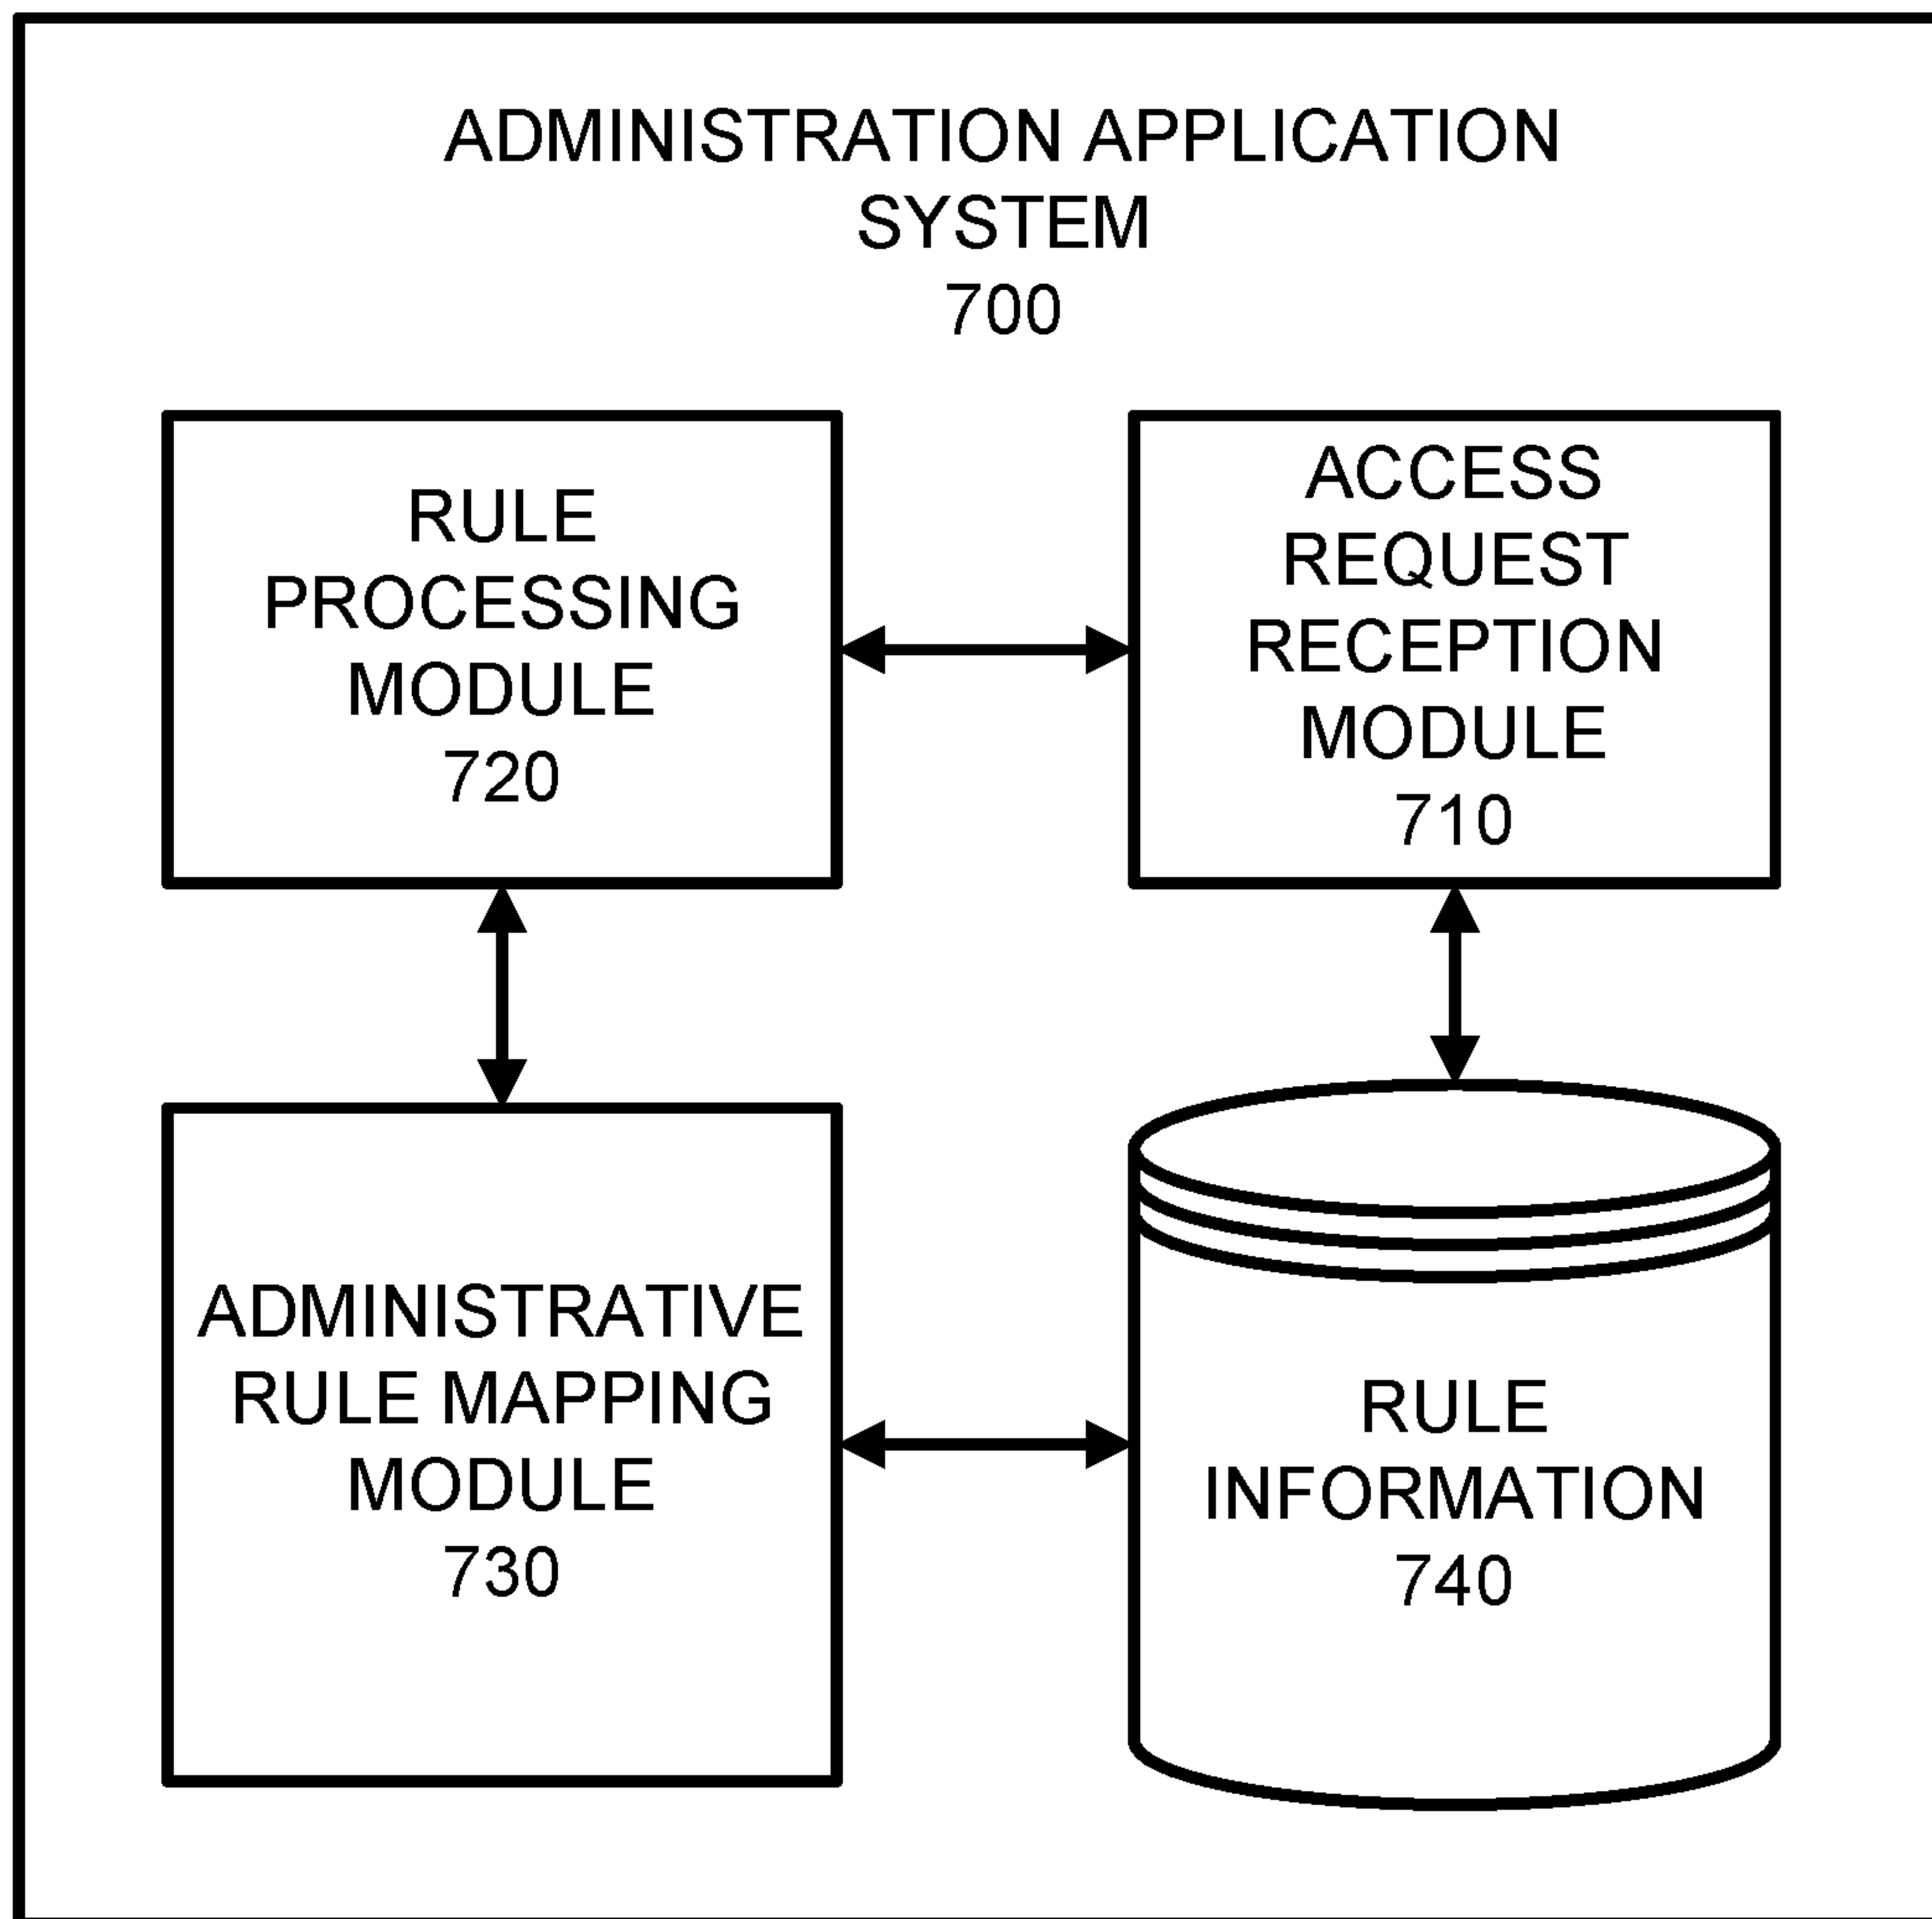 ADMINISTRATION APPLICATION
SYSTEM
700
RULE
PROCESSING
MODULE
720
ACCESS
REQUEST
RECEPTION
MODULE
710
ADMINISTRATIVE
RULE MAPPING
MODULE
730
RULE
INFORMATION
740